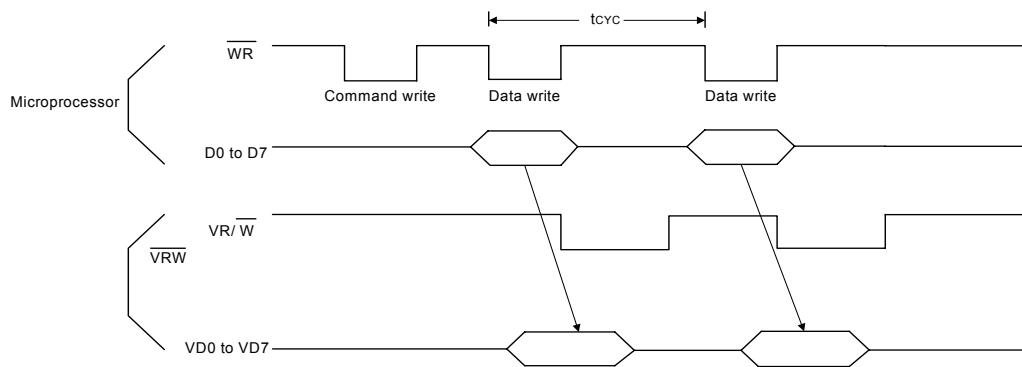 tCYC
WR
Command write Data write Data write
Microprocessor
D0 to D7
VR/ W
VRW
VD0 to VD7